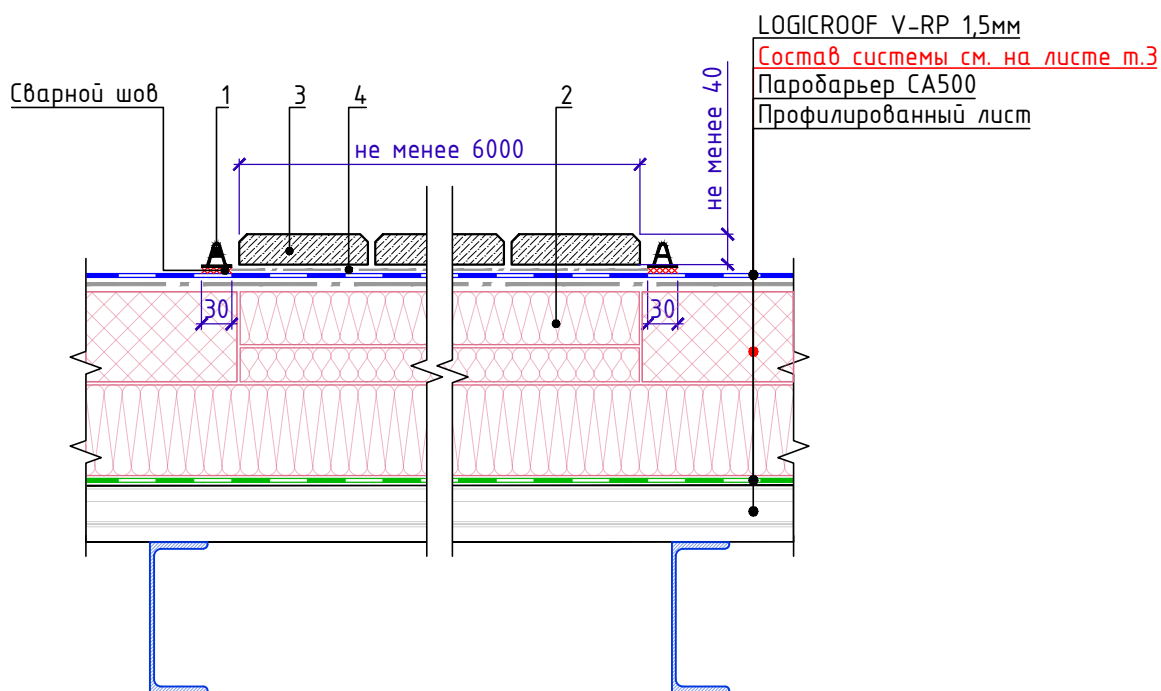 LOGICROOF V-RP 1,5мм
Состав системы см. на листе т.3
Паробарьер СА500
Профилированный лист
Сварной шов
1
3
4
2
не менее 6000
не менее 40
30
30